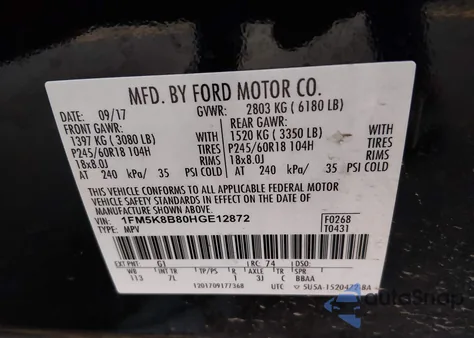 MFD. BY FORD MOTOR CO.
DATE: 09/17 GVWR: 2803 KG ( 6180 LB)
FRONT GAWR: REAR GAWR:
1397 KG ( 3080 LB) 1520 KG ( 3350 LB)
P245/60R18 104H TIRES P245/60R18 104H TIRES
18x8.0J RIMS 18x8.0J RIMS
AT 240 kPa/ 35 PSI COLD AT 240 kPa/ 35 PSI COLD
THIS VEHICLE CONFORMS TO ALL APPLICABLE FEDERAL MOTOR
VEHICLE SAFETY STANDARDS IN EFFECT ON THE DATE OF
MANUFACTURE SHOWN ABOVE.
VIN: 1FM5K8B80HGE12872 F0268
TYPE: MPV T0431
EXT PNT: G1 RC: 74 DSO:
WB INT TR TP/PS R AXLE TR SPR
113 7L 1 3J C BBAA
1201709177368 UTC
autoSnap